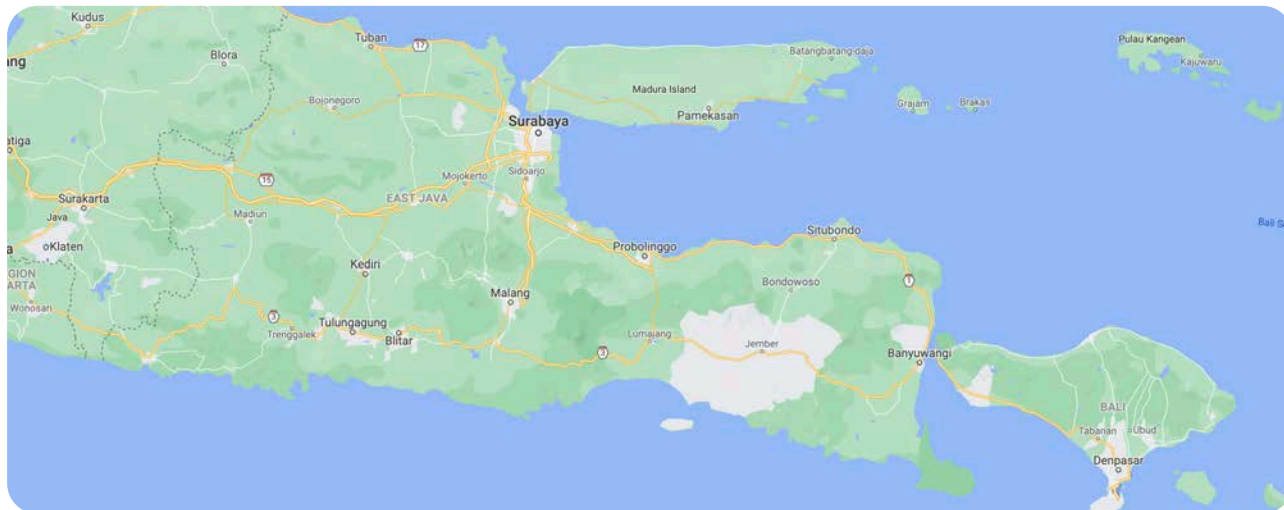 Kudus
Tuban
17
Blora
ang
Batangbatang-daja
Pulau Kangean
Kajuwaru
Madura Island
Bojonegoro
Pamekasan
Grajam
Brakas
Surabaya
atiga
Mojokerto
Sidoarjo
15
EAST JAVA
Surakarta
Java
Madiun
a
Klaten
Bali S
Situbondo
Probolinggo
Kediri
GION
ARTA
Wonosari
Bondowoso
1
Malang
3
Trenggalek
Tulungagung
Blitar
Lumajang
3
Jember
Banyuwangi
BALI
Tabanan
Ubud
Denpasar